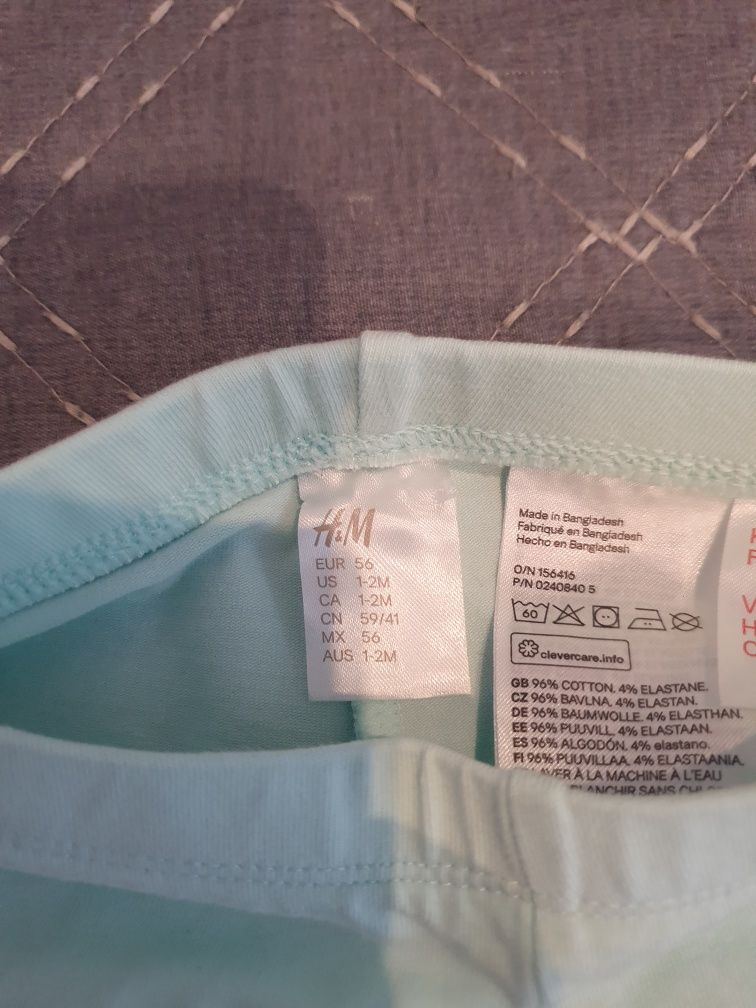 H&M
EUR 56
US 1-2M
CA 1-2M
CN 59/41
MX 56
AUS 1-2M
Made in Bangladesh
Fabriqué en Bangladesh
Hecho en Bangladesh
O/N 156416
P/N 0240840 5
60
clevercare.info
GB 96% COTTON. 4% ELASTANE.
CZ 96% BAVLNA. 4% ELASTAN.
DE 96% BAUMWOLLE. 4% ELASTHAN.
EE 96% PUUVILL. 4% ELASTAAN.
ES 96% ALGODÓN. 4% elastano.
FI 96% PUUVILLAA. 4% ELASTAANIA.
À LA MACHINE À L'EAU
SANS